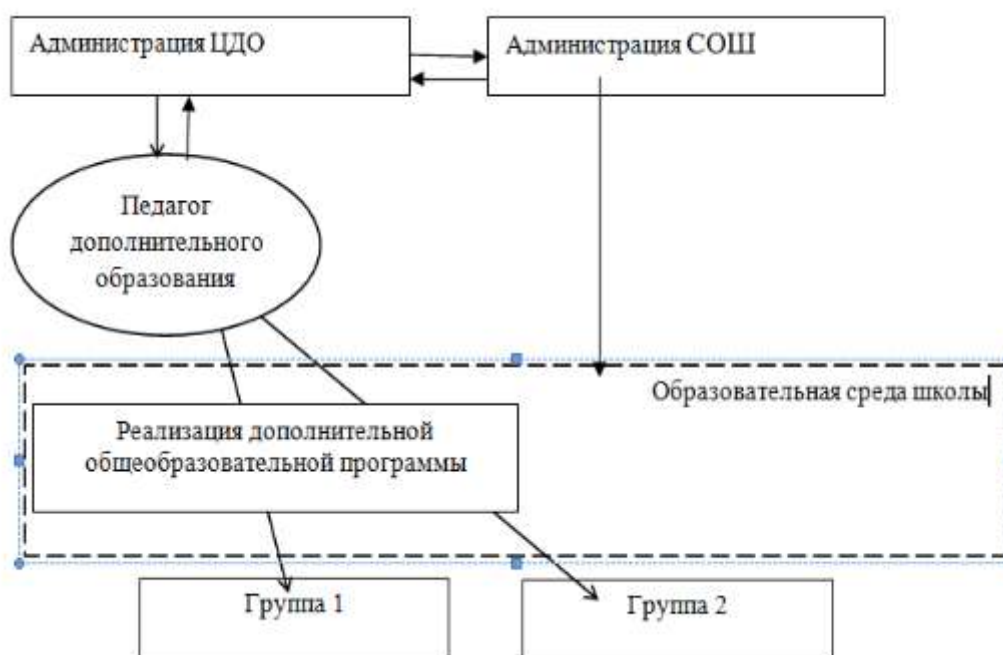 Администрация ЦДО
Администрация СОШ
Педагог
дополнительного
образования
Образовательная среда школы
Реализация дополнительной
общеобразовательной программы
Группа 1
Группа 2